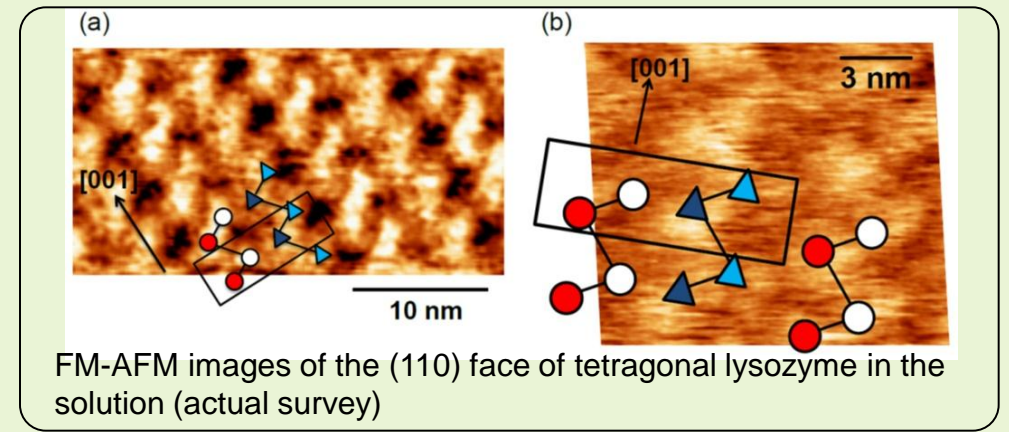 (a)
(b)
[001]
10 nm
[001]
3 nm
FM-AFM images of the (110) face of tetragonal lysozyme in the
solution (actual survey)